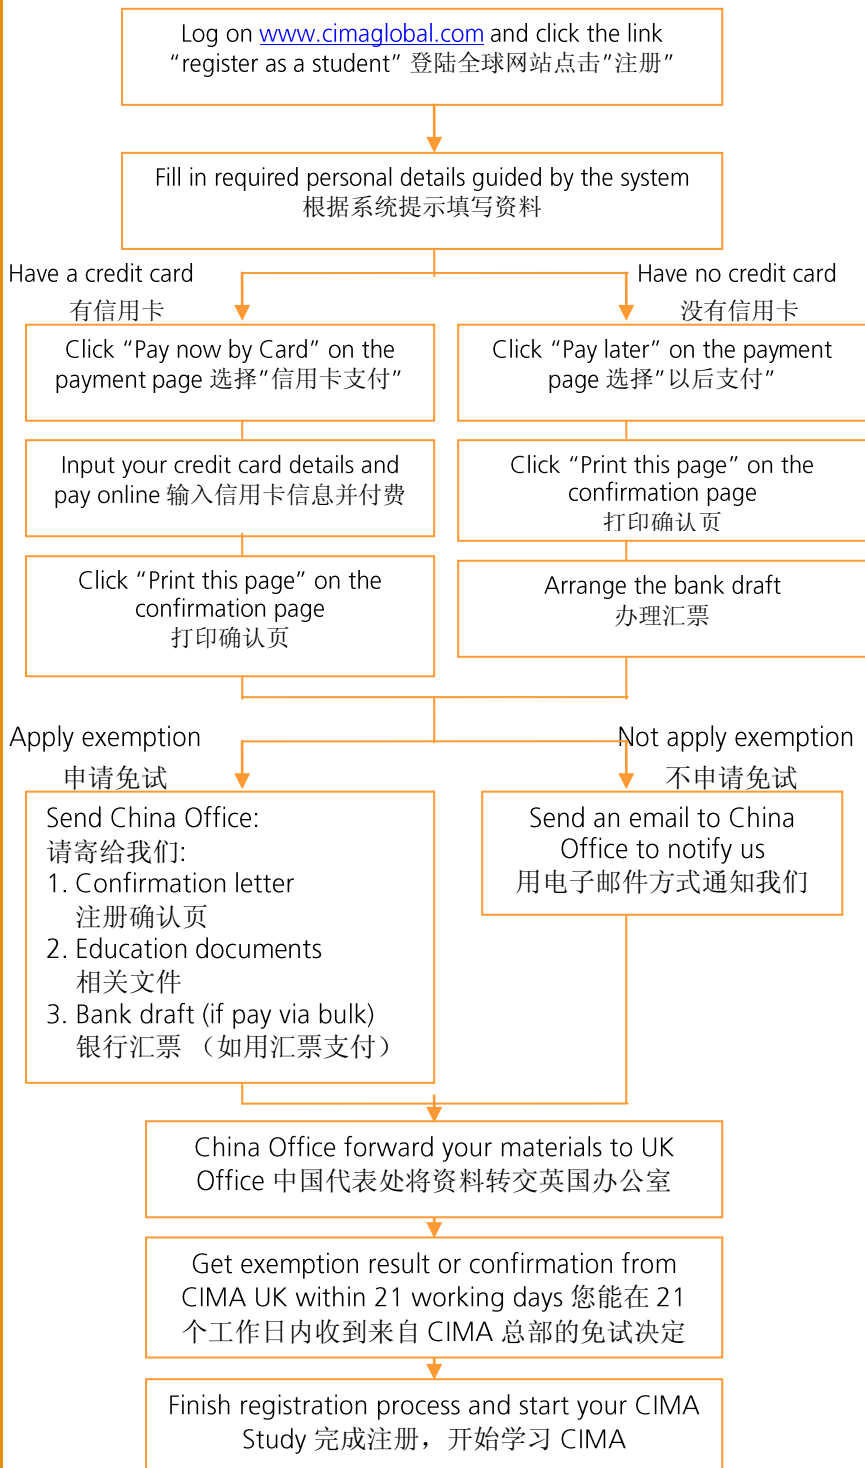 Log on www.cimaglobal.com and click the link
“register as a student” 登陆全球网站点击”注册”
Fill in required personal details guided by the system
根据系统提示填写资料
Have a credit card
有信用卡
Have no credit card
没有信用卡
Click “Pay now by Card” on the
payment page 选择”信用卡支付”
Click “Pay later” on the payment
page 选择”以后支付”
Input your credit card details and
pay online 输入信用卡信息并付费
Click “Print this page” on the
confirmation page
打印确认页
Click “Print this page” on the
confirmation page
打印确认页
Arrange the bank draft
办理汇票
Apply exemption
申请免试
Not apply exemption
不申请免试
Send China Office:
请寄给我们:
1. Confirmation letter
注册确认页
2. Education documents
相关文件
3. Bank draft (if pay via bulk)
银行汇票 （如用汇票支付）
Send an email to China
Office to notify us
用电子邮件方式通知我们
China Office forward your materials to UK
Office 中国代表处将资料转交英国办公室
Get exemption result or confirmation from
CIMA UK within 21 working days 您能在 21
个工作日内收到来自 CIMA 总部的免试决定
Finish registration process and start your CIMA
Study 完成注册，开始学习 CIMA